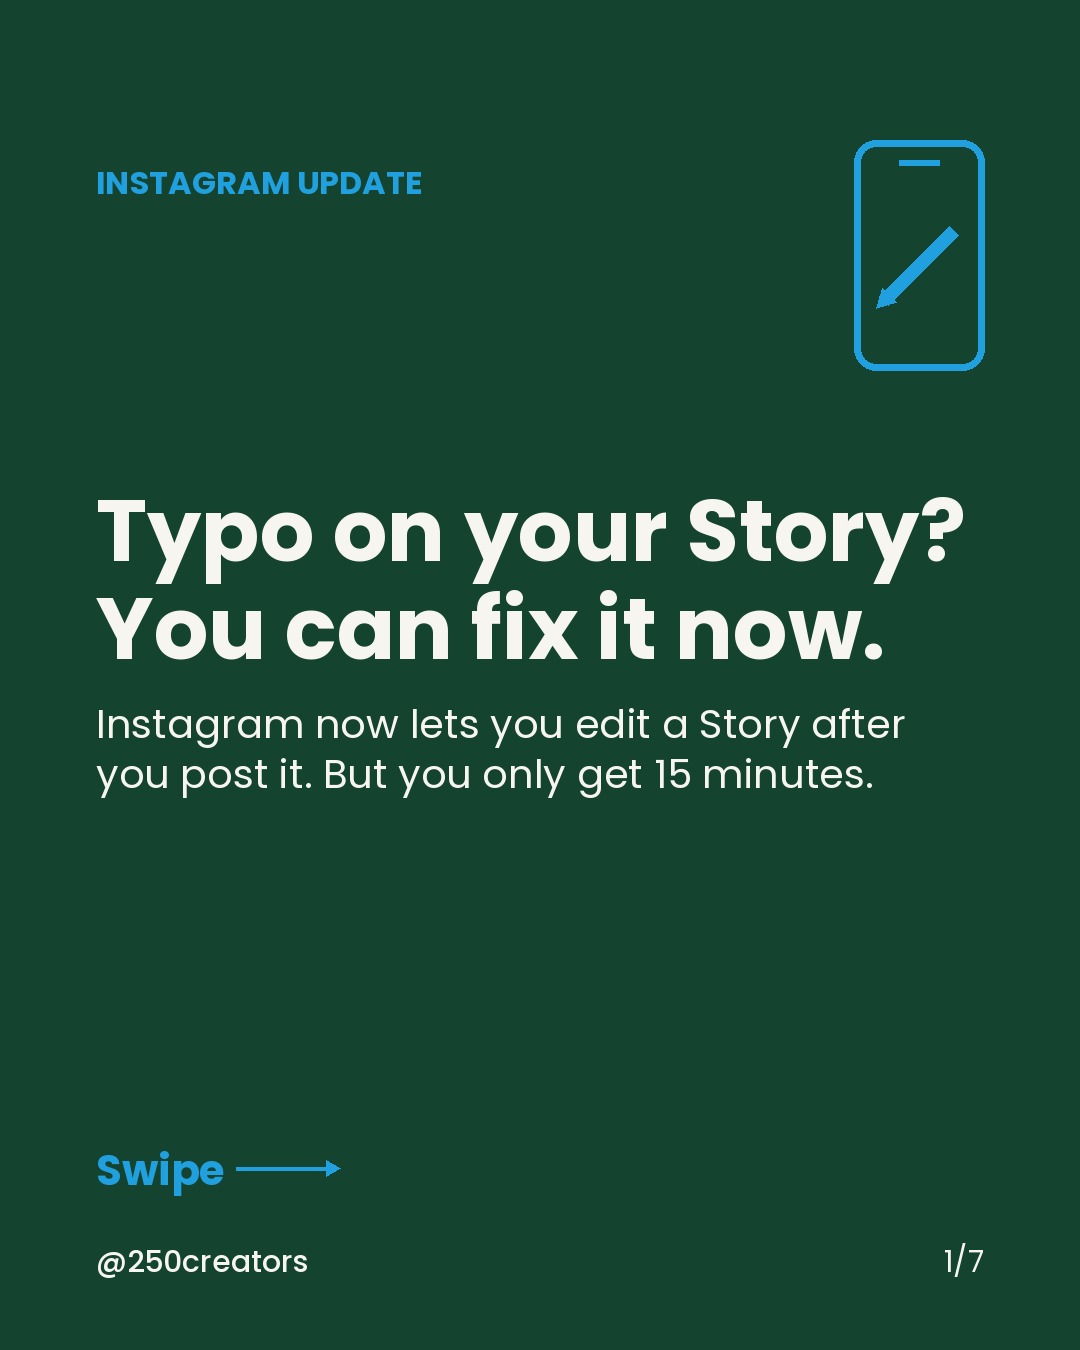 INSTAGRAM UPDATE
Typo on your Story?
You can fix it now.
Instagram now lets you edit a Story after
you post it. But you only get 15 minutes.
Swipe
@250creators
1/7